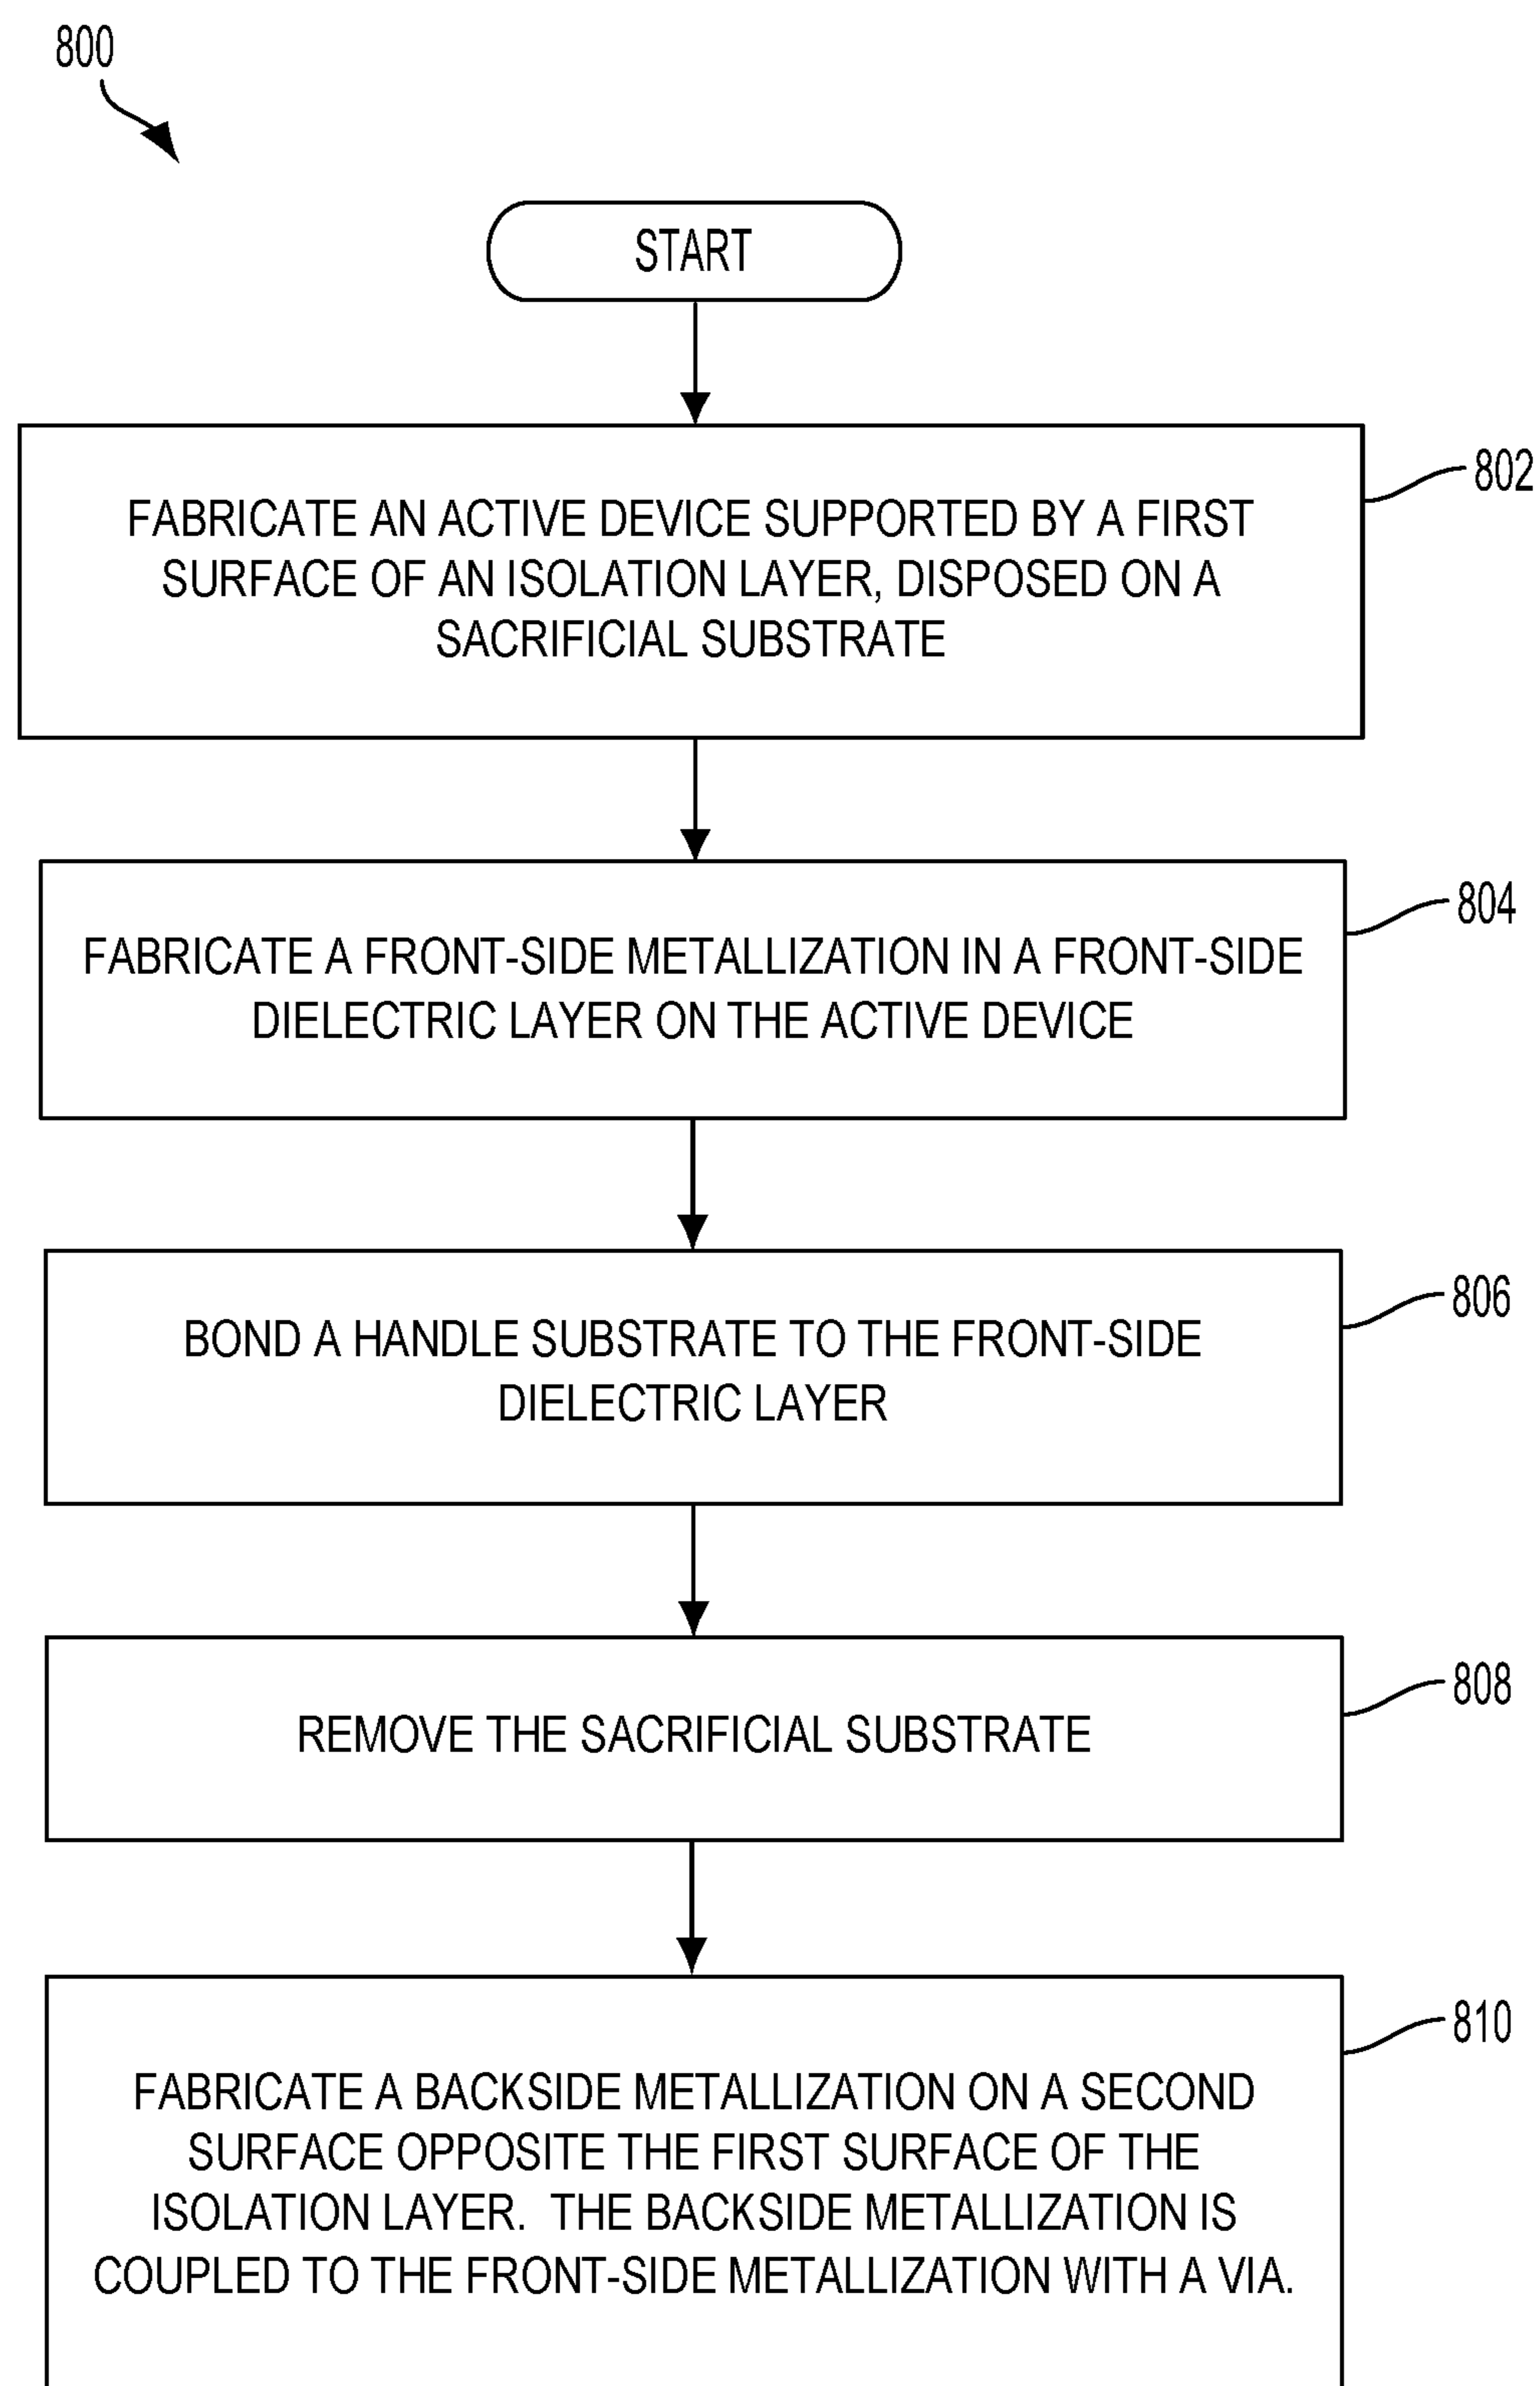 800
START
802
FABRICATE AN ACTIVE DEVICE SUPPORTED BY A FIRST
SURFACE OF AN ISOLATION LAYER, DISPOSED ON A
SACRIFICIAL SUBSTRATE
804
FABRICATE A FRONT-SIDE METALLIZATION IN A FRONT-SIDE
DIELECTRIC LAYER ON THE ACTIVE DEVICE
806
BOND A HANDLE SUBSTRATE TO THE FRONT-SIDE
DIELECTRIC LAYER
808
REMOVE THE SACRIFICIAL SUBSTRATE
810
FABRICATE A BACKSIDE METALLIZATION ON A SECOND
SURFACE OPPOSITE THE FIRST SURFACE OF THE
ISOLATION LAYER. THE BACKSIDE METALLIZATION IS
COUPLED TO THE FRONT-SIDE METALLIZATION WITH A VIA.